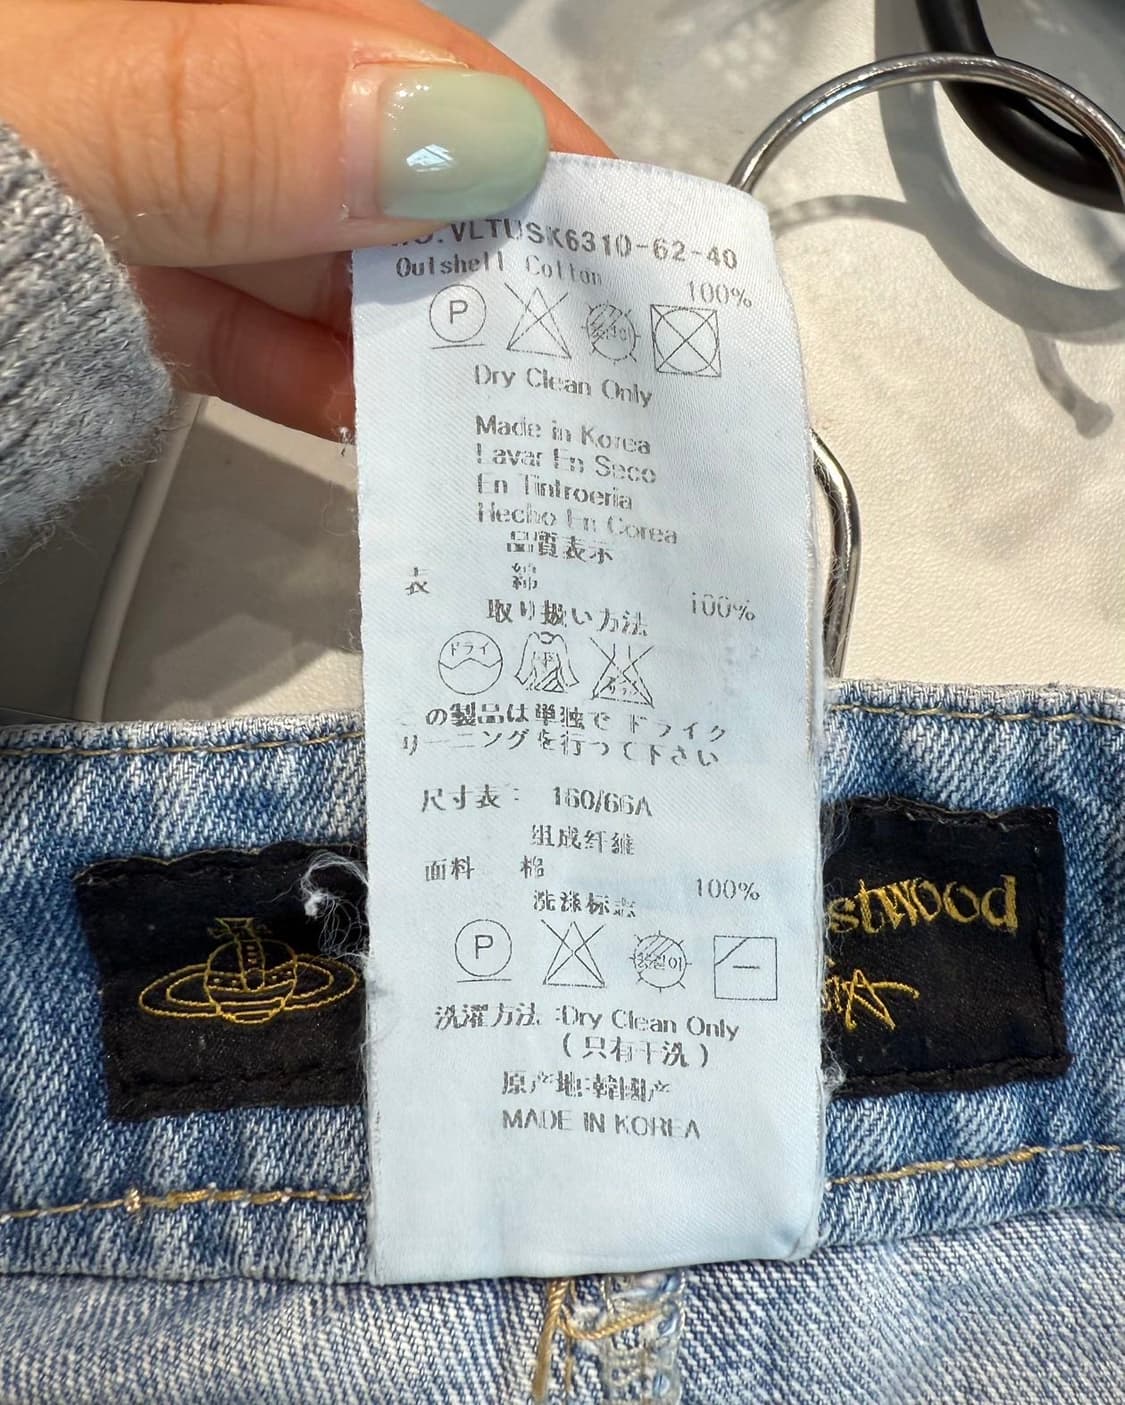 VLTUSK6310-62-40
Outshell Cotton 100%
P
Dry Clean Only
Made in Korea
Lavar En Seco
En Tintroeria
Hecho En Corea
品質表示
表 綿 100%
取り扱い方法
ドライ
の製品は単独でドライク
リーニングを行って下さい
尺寸表: 160/66A
组成纤维
面料 棉 100%
洗涤标志
P
洗濯方法 :Dry Clean Only
(只有干洗)
原产地:韓國产
MADE IN KOREA
stwood